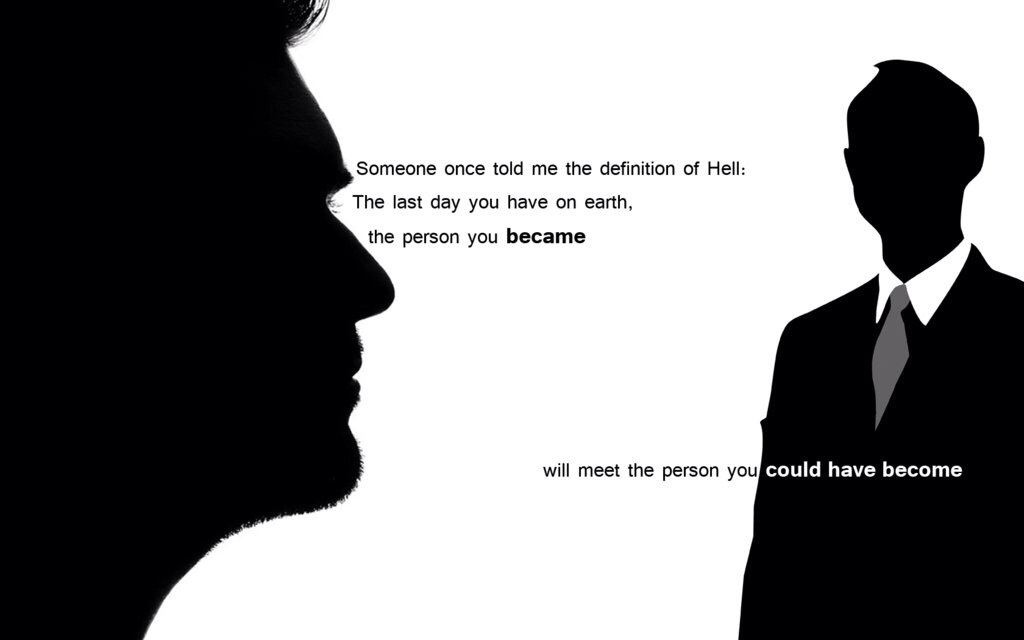 Someone once told me the definition of Hell:
The last day you have on earth,
the person you became
will meet the person you could have become